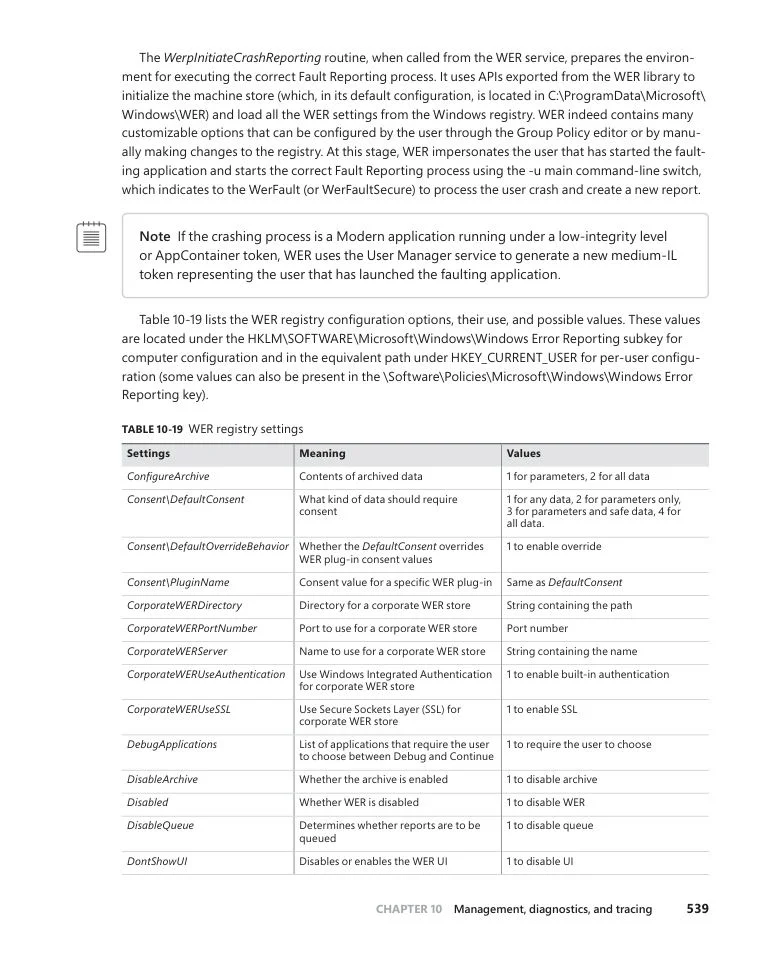 The WerpInitiateCrashReporting routine, when called from the WER service, prepares the environ-
ment for executing the correct Fault Reporting process. It uses APIs exported from the WER library to
initialize the machine store (which, in its default configuration, is located in C:\ProgramData\Microsoft\
Windows\WER) and load all the WER settings from the Windows registry. WER indeed contains many
customizable options that can be configured by the user through the Group Policy editor or by manu-
ally making changes to the registry. At this stage, WER impersonates the user that has started the fault-
ing application and starts the correct Fault Reporting process using the -u main command-line switch,
which indicates to the WerFault (or WerFaultSecure) to process the user crash and create a new report.
Note If the crashing process is a Modern application running under a low-integrity level
or AppContainer token, WER uses the User Manager service to generate a new medium-IL
token representing the user that has launched the faulting application.
Table 10-19 lists the WER registry configuration options, their use, and possible values. These values
are located under the HKLM\SOFTWARE\Microsoft\Windows\Windows Error Reporting subkey for
computer configuration and in the equivalent path under HKEY_CURRENT_USER for per-user configu-
ration (some values can also be present in the \Software\Policies\Microsoft\Windows\Windows Error
Reporting key).
TABLE 10-19 WER registry settings
Settings Meaning Values
ConfigureArchive Contents of archived data 1 for parameters, 2 for all data
Consent\DefaultConsent What kind of data should require 1 for any data, 2 for parameters only,
consent 3 for parameters and safe data, 4 for
all data.
Consent\DefaultOverrideBehavior Whether the DefaultConsent overrides 1 to enable override
WER plug-in consent values
Consent\PluginName Consent value for a specific WER plug-in Same as DefaultConsent
CorporateWERDirectory Directory for a corporate WER store String containing the path
CorporateWERPortNumber Port to use for a corporate WER store Port number
CorporateWERServer Name to use for a corporate WER store String containing the name
CorporateWERUseAuthentication Use Windows Integrated Authentication 1 to enable built-in authentication
for corporate WER store
CorporateWERUseSSL Use Secure Sockets Layer (SSL) for 1 to enable SSL
corporate WER store
DebugApplications List of applications that require the user 1 to require the user to choose
to choose between Debug and Continue
DisableArchive Whether the archive is enabled 1 to disable archive
Disabled Whether WER is disabled 1 to disable WER
DisableQueue Determines whether reports are to be 1 to disable queue
queued
DontShowUI Disables or enables the WER UI 1 to disable UI
CHAPTER 10 Management, diagnostics, and tracing 539